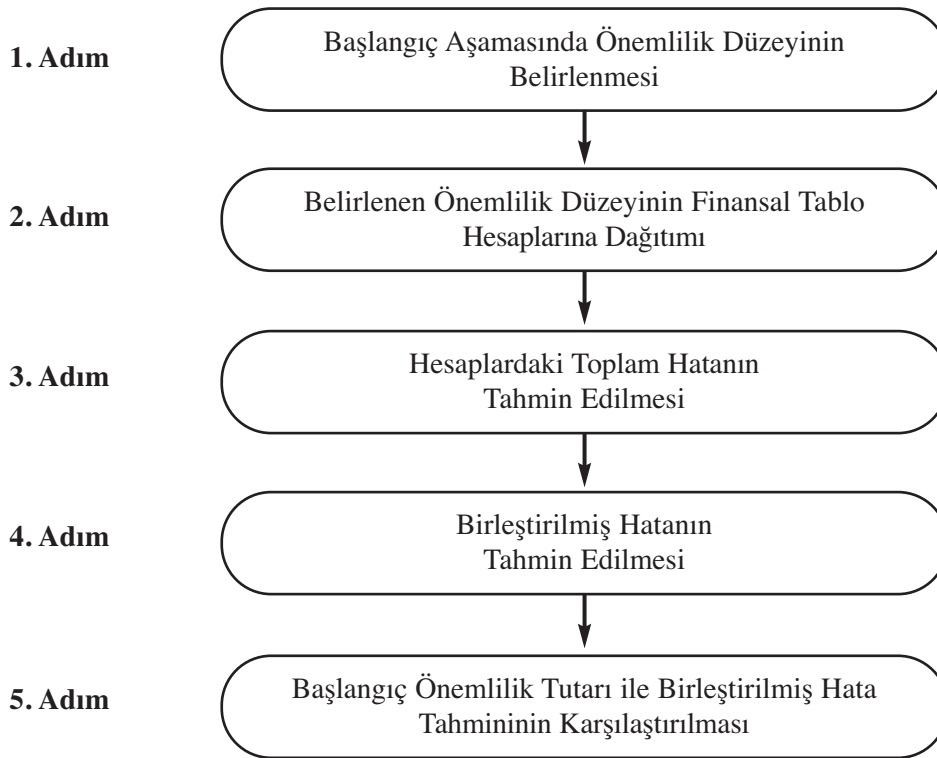 1. Adım
Başlangıç Aşamasında Önemlilik Düzeyinin
Belirlenmesi
2. Adım
Belirlenen Önemlilik Düzeyinin Finansal Tablo
Hesaplarına Dağıtımı
3. Adım
Hesaplardaki Toplam Hatanın
Tahmin Edilmesi
4. Adım
Birleştirilmiş Hatanın
Tahmin Edilmesi
5. Adım
Başlangıç Önemlilik Tutarı ile Birleştirilmiş Hata
Tahmininin Karşılaştırılması